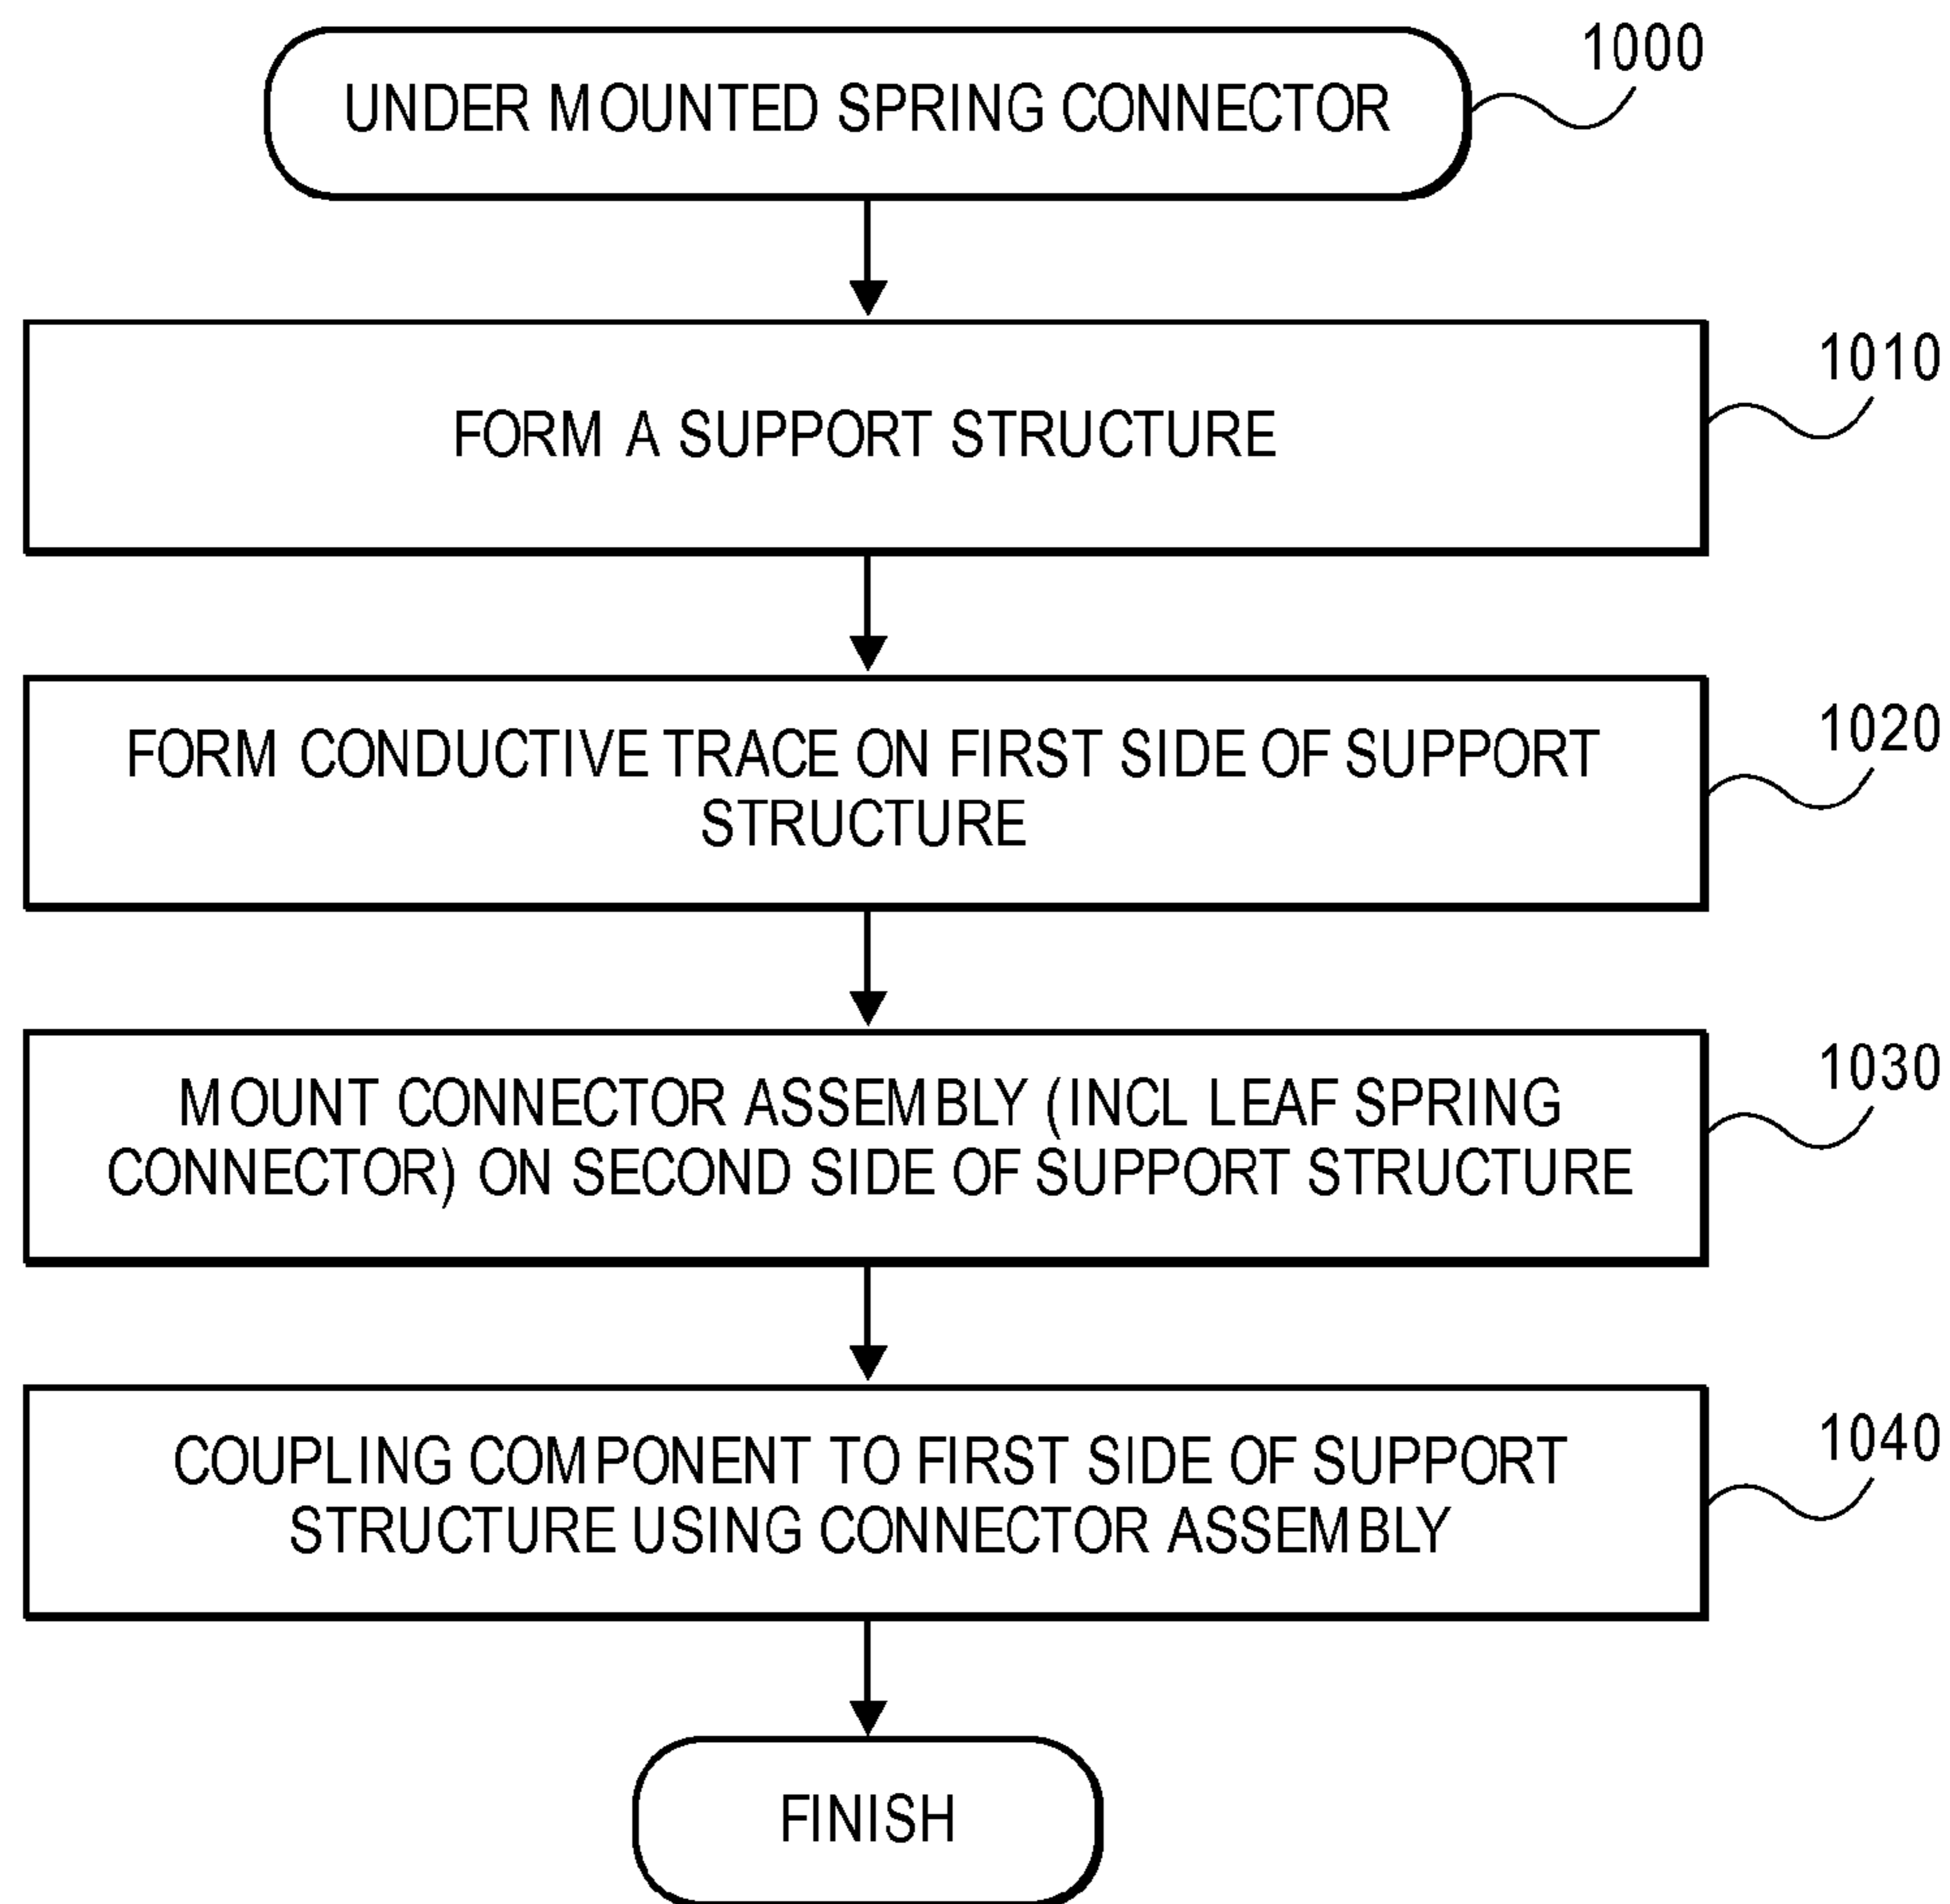 UNDER MOUNTED SPRING CONNECTOR
1000
FORM A SUPPORT STRUCTURE
1010
FORM CONDUCTIVE TRACE ON FIRST SIDE OF SUPPORT
STRUCTURE
1020
MOUNT CONNECTOR ASSEMBLY (INCL LEAF SPRING
CONNECTOR) ON SECOND SIDE OF SUPPORT STRUCTURE
1030
COUPLING COMPONENT TO FIRST SIDE OF SUPPORT
STRUCTURE USING CONNECTOR ASSEMBLY
1040
FINISH